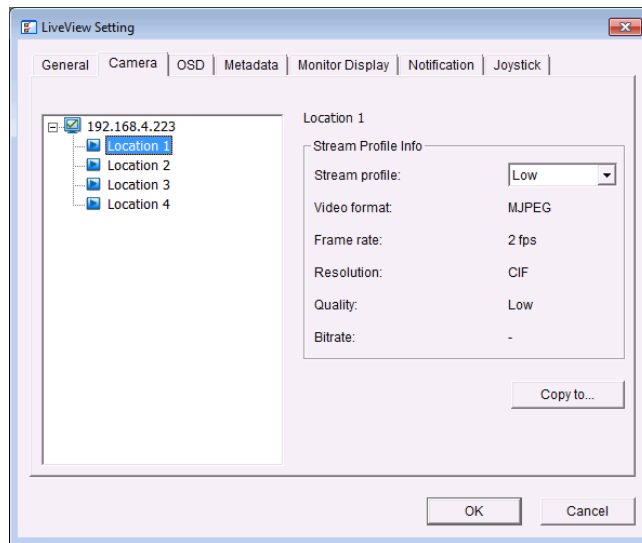 LiveView Setting
General Camera OSD Metadata Monitor Display Notification Joystick
192.168.4.223
Location 1
Location 2
Location 3
Location 4
Location 1
Stream Profile Info
Stream profile: Low
Video format: MJPEG
Frame rate: 2 fps
Resolution: CIF
Quality: Low
Bitrate: -
Copy to...
OK Cancel